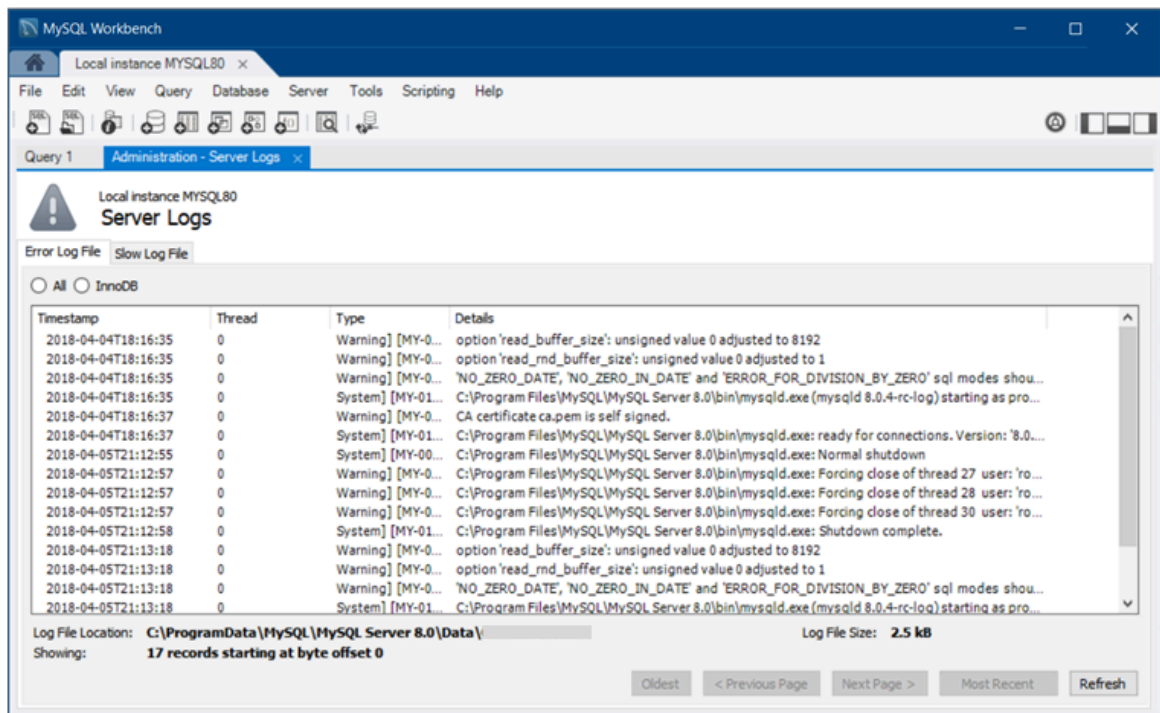 MySQL Workbench
Local instance MYSQL80
File Edit View Query Database Server Tools Scripting Help
Query 1 Administration - Server Logs
Local instance MYSQL80
Server Logs
Error Log File Slow Log File
All InnoDB
Timestamp Thread Type Details
2018-04-04T18:16:35 0 Warning] [MY-0... option 'read_buffer_size': unsigned value 0 adjusted to 8192
2018-04-04T18:16:35 0 Warning] [MY-0... option 'read_rnd_buffer_size': unsigned value 0 adjusted to 1
2018-04-04T18:16:35 0 Warning] [MY-0... 'NO_ZERO_DATE', 'NO_ZERO_IN_DATE' and 'ERROR_FOR_DIVISION_BY_ZERO' sql modes shou...
2018-04-04T18:16:35 0 System] [MY-01... C:\Program Files\MySQL\MySQL Server 8.0\bin\mysqld.exe (mysqld 8.0.4-rc-log) starting as pro...
2018-04-04T18:16:37 0 Warning] [MY-0... CA certificate ca.pem is self signed.
2018-04-04T18:16:37 0 System] [MY-01... C:\Program Files\MySQL\MySQL Server 8.0\bin\mysqld.exe: ready for connections. Version: '8.0....
2018-04-05T21:12:55 0 System] [MY-00... C:\Program Files\MySQL\MySQL Server 8.0\bin\mysqld.exe: Normal shutdown
2018-04-05T21:12:57 0 Warning] [MY-0... C:\Program Files\MySQL\MySQL Server 8.0\bin\mysqld.exe: Forcing close of thread 27 user: 'ro...
2018-04-05T21:12:57 0 Warning] [MY-0... C:\Program Files\MySQL\MySQL Server 8.0\bin\mysqld.exe: Forcing close of thread 28 user: 'ro...
2018-04-05T21:12:57 0 Warning] [MY-0... C:\Program Files\MySQL\MySQL Server 8.0\bin\mysqld.exe: Forcing close of thread 30 user: 'ro...
2018-04-05T21:12:58 0 System] [MY-01... C:\Program Files\MySQL\MySQL Server 8.0\bin\mysqld.exe: Shutdown complete.
2018-04-05T21:13:18 0 Warning] [MY-0... option 'read_buffer_size': unsigned value 0 adjusted to 8192
2018-04-05T21:13:18 0 Warning] [MY-0... option 'read_rnd_buffer_size': unsigned value 0 adjusted to 1
2018-04-05T21:13:18 0 Warning] [MY-0... 'NO_ZERO_DATE', 'NO_ZERO_IN_DATE' and 'ERROR_FOR_DIVISION_BY_ZERO' sql modes shou...
2018-04-05T21:13:18 0 System] [MY-01... C:\Program Files\MySQL\MySQL Server 8.0\bin\mysqld.exe (mysqld 8.0.4-rc-log) starting as pro...
Log File Location: C:\ProgramData\MySQL\MySQL Server 8.0\Data\ Log File Size: 2.5 kB
Showing: 17 records starting at byte offset 0
Oldest < Previous Page Next Page > Most Recent Refresh